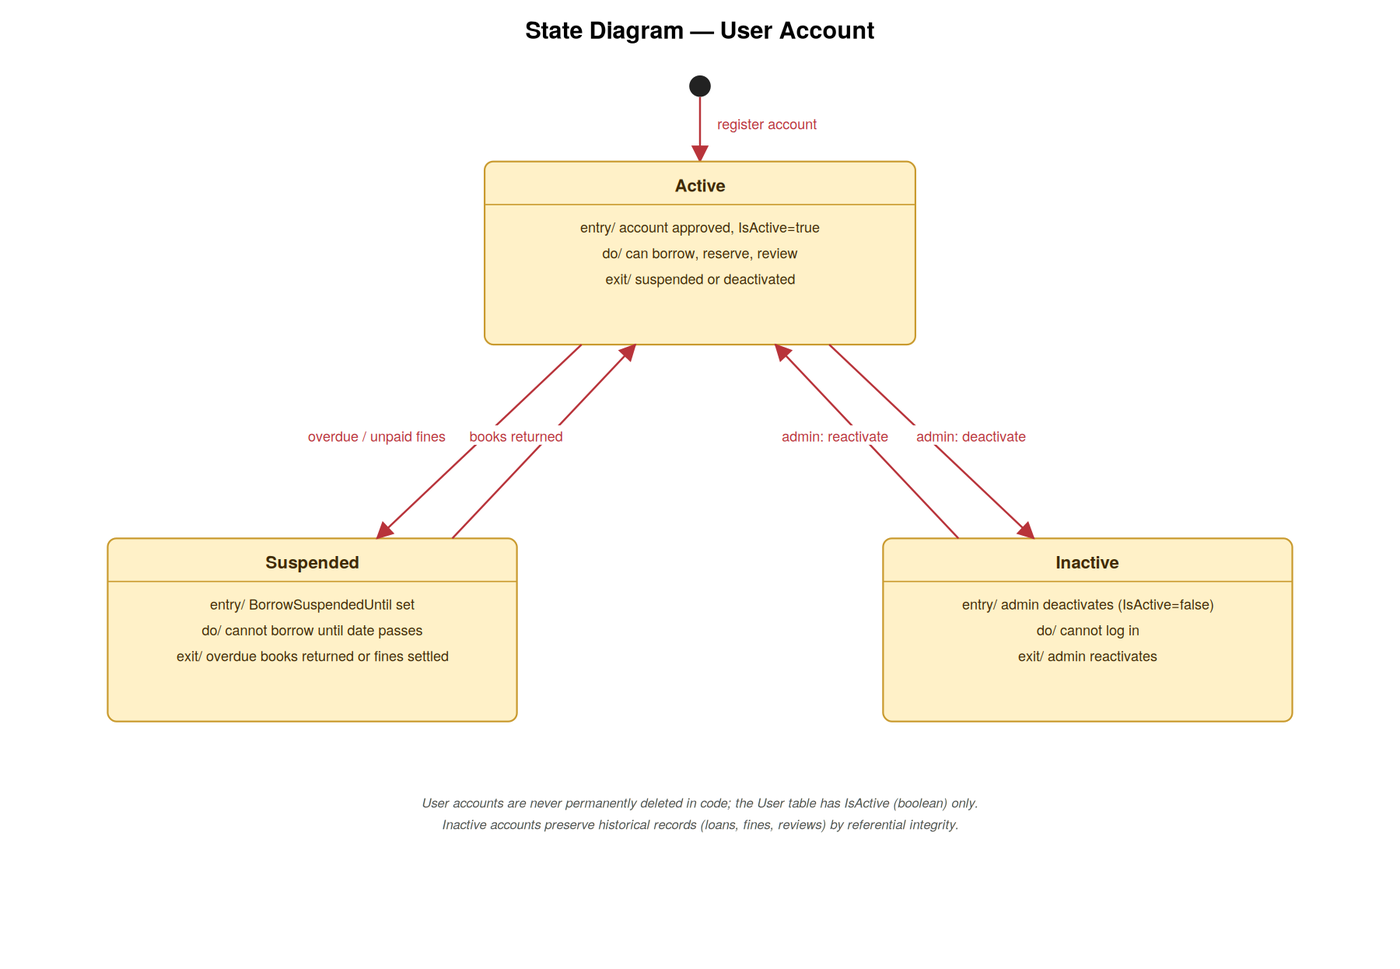 State Diagram — User Account
register account
Active
entry/ account approved, IsActive=true
do/ can borrow, reserve, review
exit/ suspended or deactivated
overdue / unpaid fines
books returned
admin: reactivate
admin: deactivate
Suspended
entry/ BorrowSuspendedUntil set
do/ cannot borrow until date passes
exit/ overdue books returned or fines settled
Inactive
entry/ admin deactivates (IsActive=false)
do/ cannot log in
exit/ admin reactivates
User accounts are never permanently deleted in code; the User table has IsActive (boolean) only.
Inactive accounts preserve historical records (loans, fines, reviews) by referential integrity.